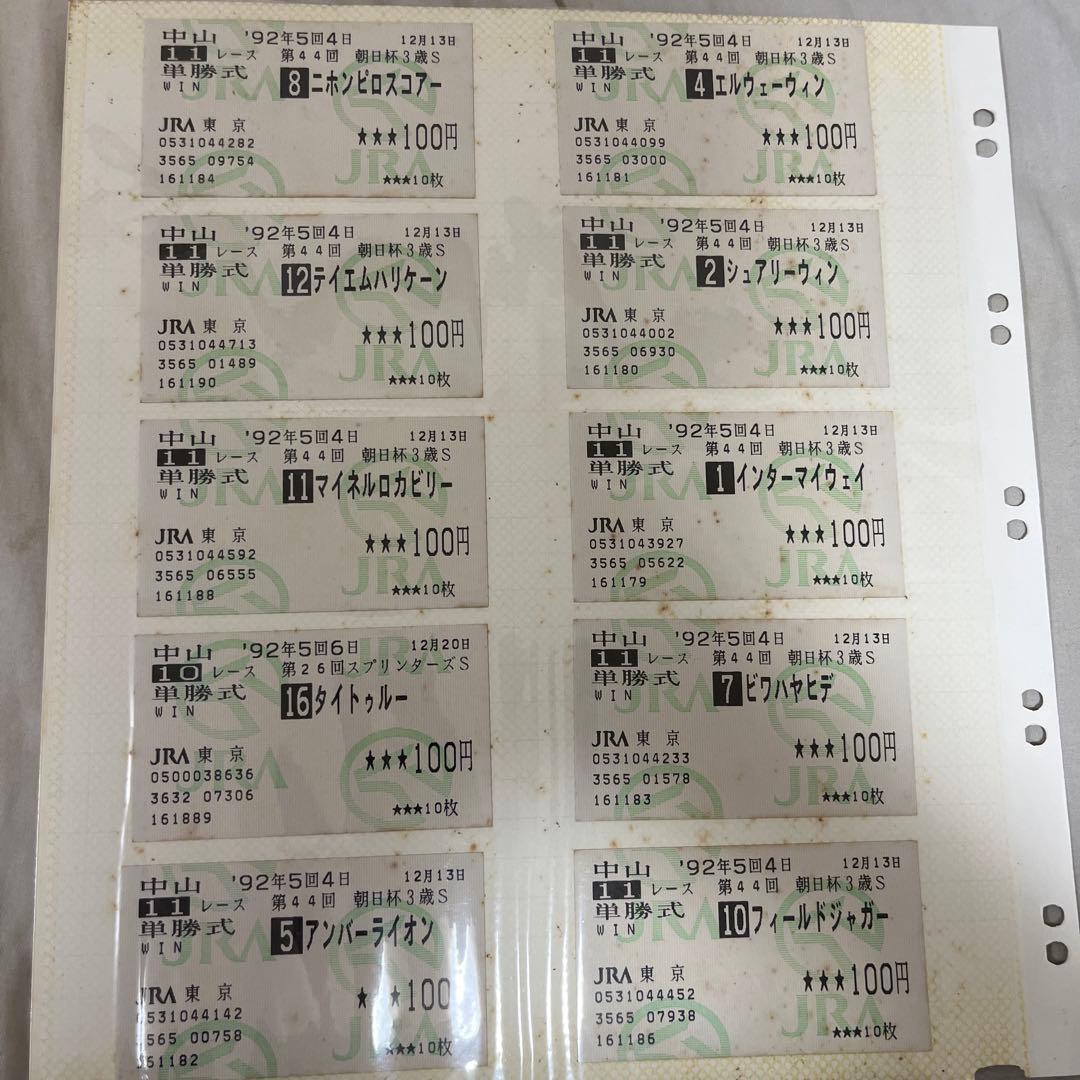 中山 '92年5回4日 12月13日
11 レース 第44回 朝日杯3歳S
単勝式
WIN 8 ニホンピロスコアー
JRA 東 京 ★★★100円
0531044282
3565 09754
161184 ★★★10枚
中山 '92年5回4日 12月13日
11 レース 第44回 朝日杯3歳S
単勝式
WIN 4 エルウェーウィン
JRA 東 京 ★★★100円
0531044099
3565 03000
161181 ★★★10枚
中山 '92年5回4日 12月13日
11 レース 第44回 朝日杯3歳S
単勝式
WIN 12 テイエムハリケーン
JRA 東 京 ★★★100円
0531044713
3565 01489
161190 ★★★10枚
中山 '92年5回4日 12月13日
11 レース 第44回 朝日杯3歳S
単勝式
WIN 2 シュアリーウィン
JRA 東 京 ★★★100円
0531044002
3565 06930
161180 ★★★10枚
中山 '92年5回4日 12月13日
11 レース 第44回 朝日杯3歳S
単勝式
WIN 11 マイネルロカビリー
JRA 東 京 ★★★100円
0531044592
3565 06555
161188 ★★★10枚
中山 '92年5回4日 12月13日
11 レース 第44回 朝日杯3歳S
単勝式
WIN 1 インターマイウェイ
JRA 東 京 ★★★100円
0531043927
3565 05622
161179 ★★★10枚
中山 '92年5回6日 12月20日
10 レース 第26回スプリンターズS
単勝式
WIN 16 タイトゥルー
JRA 東 京 ★★★100円
0500038636
3632 07306
161889 ★★★10枚
中山 '92年5回4日 12月13日
11 レース 第44回 朝日杯3歳S
単勝式
WIN 7 ビワハヤヒデ
JRA 東 京 ★★★100円
0531044233
3565 01578
161183 ★★★10枚
中山 '92年5回4日 12月13日
11 レース 第44回 朝日杯3歳S
単勝式
WIN 5 アンバーライオン
JRA 東 京 ★ ★100
0531044142
3565 00758
161182 ★★★10枚
中山 '92年5回4日 12月13日
11 レース 第44回 朝日杯3歳S
単勝式
WIN 10 フィールドジャガー
JRA 東 京 ★★★100円
0531044452
3565 07938
161186 ★★★10枚